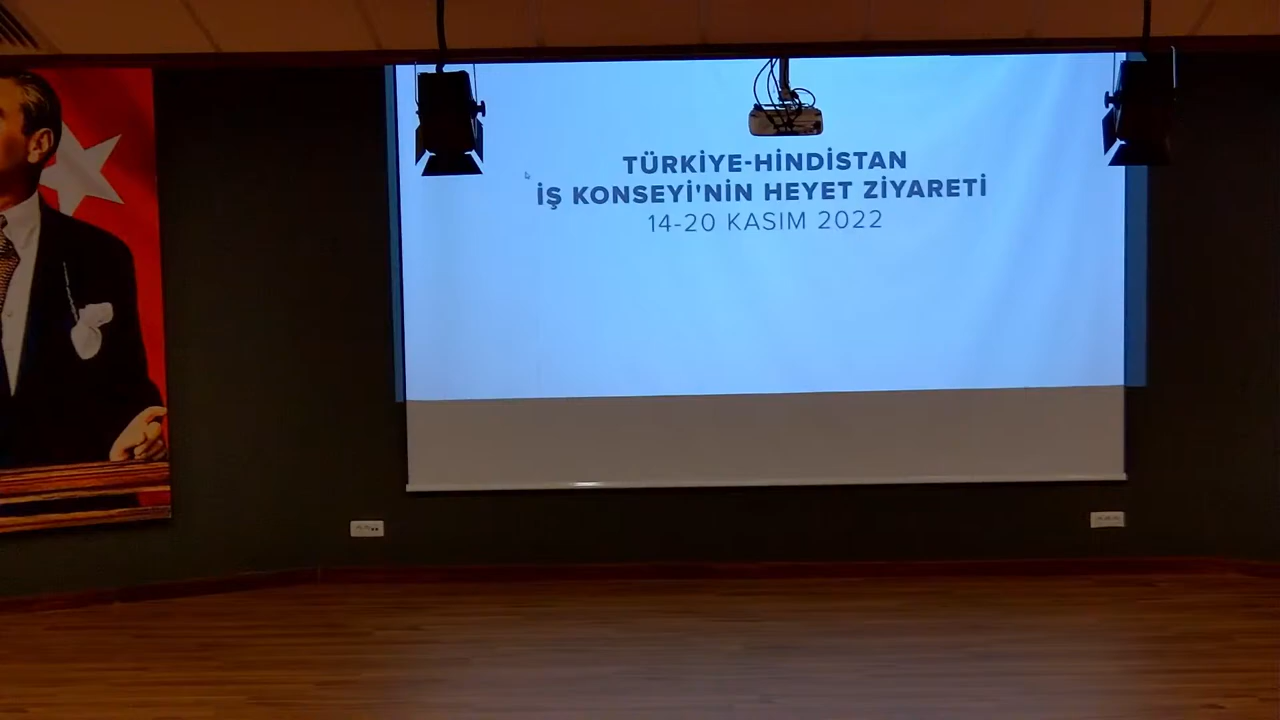 TÜRKİYE-HİNDİSTAN
İŞ KONSEYİ'NİN HEYET ZİYARETİ
14-20 KASIM 2022